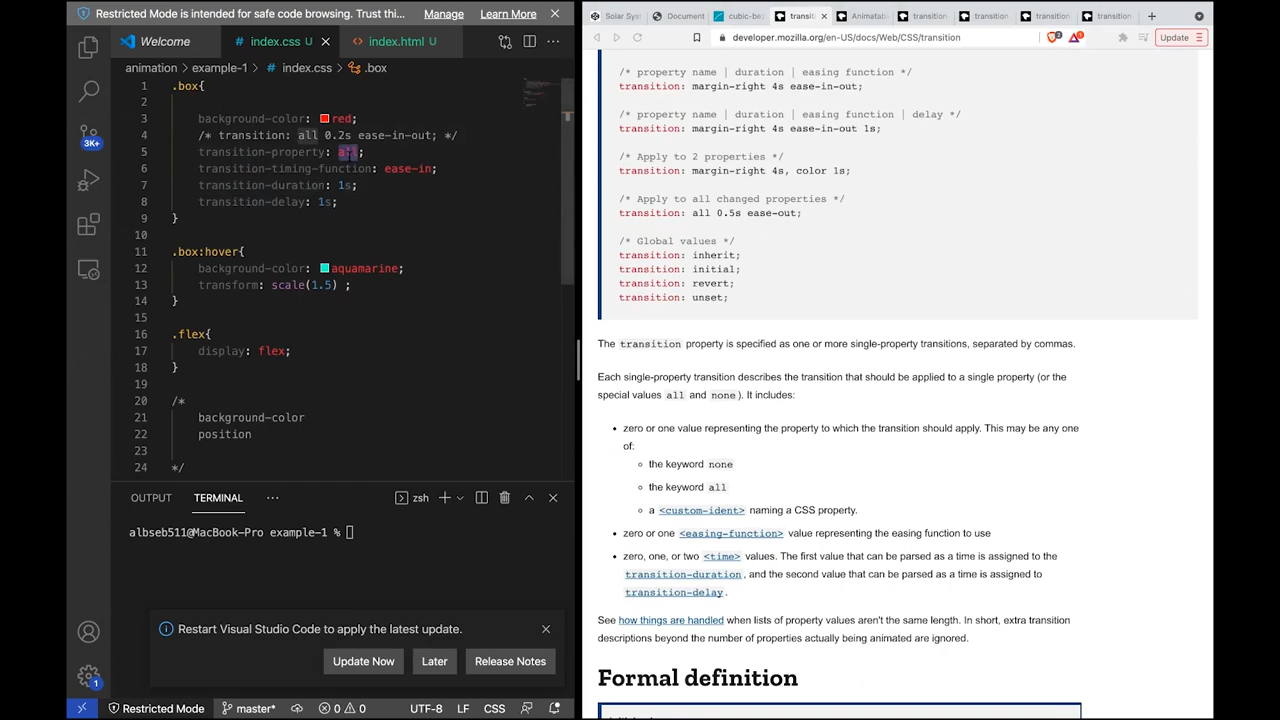 Restricted Mode is intended for safe code browsing. Trust thi...
Manage
Learn More
Welcome
index.css
index.html
animation > example-1 > index.css > .box
1 .box{
2
3 background-color: red;
4 /* transition: all 0.2s ease-in-out; */
5 transition-property: all;
6 transition-timing-function: ease-in;
7 transition-duration: 1s;
8 transition-delay: 1s;
9 }
10
11 .box:hover{
12 background-color: aquamarine;
13 transform: scale(1.5) ;
14 }
15
16 .flex{
17 display: flex;
18 }
19
20 /*
21 background-color
22 position
23
24 */
3K+
OUTPUT
TERMINAL
zsh
albseb511@MacBook-Pro example-1 %
Restart Visual Studio Code to apply the latest update.
Update Now
Later
Release Notes
1
Restricted Mode
master*
0
0
UTF-8
LF
CSS
Solar Sys
Document
cubic-bez
transit
Animatab
transition
transition
transition
transition
developer.mozilla.org/en-US/docs/Web/CSS/transition
2
1
Update
/* property name | duration | easing function */
transition: margin-right 4s ease-in-out;
/* property name | duration | easing function | delay */
transition: margin-right 4s ease-in-out 1s;
/* Apply to 2 properties */
transition: margin-right 4s, color 1s;
/* Apply to all changed properties */
transition: all 0.5s ease-out;
/* Global values */
transition: inherit;
transition: initial;
transition: revert;
transition: unset;
The transition property is specified as one or more single-property transitions, separated by commas.
Each single-property transition describes the transition that should be applied to a single property (or the
special values all and none). It includes:
• zero or one value representing the property to which the transition should apply. This may be any one
of:
the keyword none
the keyword all
a <custom-ident> naming a CSS property.
• zero or one <easing-function> value representing the easing function to use
• zero, one, or two <time> values. The first value that can be parsed as a time is assigned to the
transition-duration, and the second value that can be parsed as a time is assigned to
transition-delay.
See how things are handled when lists of property values aren't the same length. In short, extra transition
descriptions beyond the number of properties actually being animated are ignored.
Formal definition